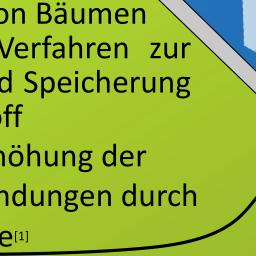 on Bäumen
Verfahren zur
d Speicherung
off
höhung der
ndungen durch
e[1]